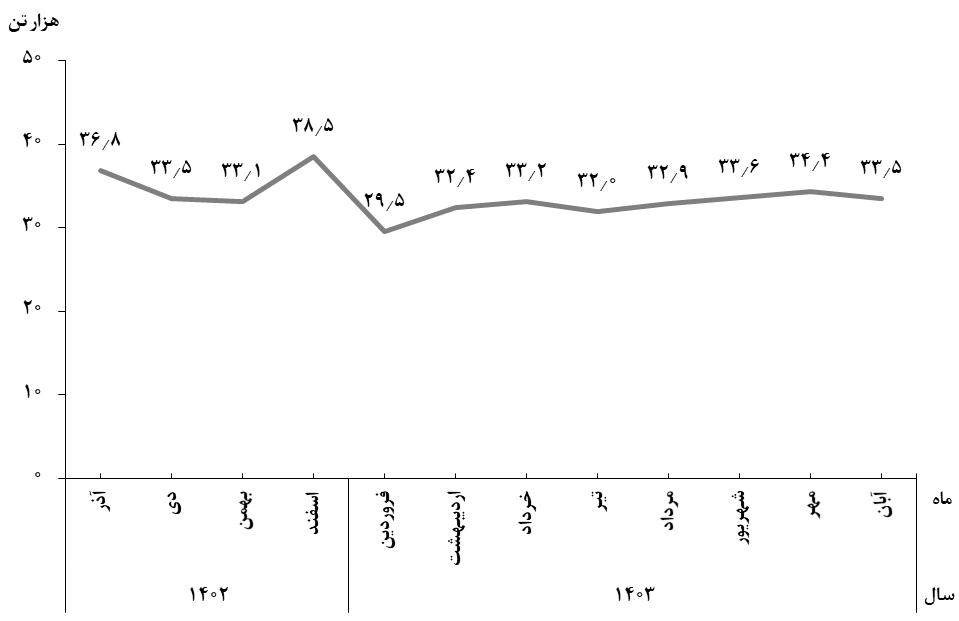 هزار تن
۵۰
۴۰
۳۰
۲۰
۱۰
۰
۳۶٫۸
۳۳٫۵
۳۳٫۱
۳۸٫۵
۲۹٫۵
۳۲٫۴
۳۳٫۲
۳۲٫۰
۳۲٫۹
۳۳٫۶
۳۴٫۴
۳۳٫۵
آذر
دی
بهمن
اسفند
فروردین
اردیبهشت
خرداد
تیر
مرداد
شهریور
مهر
آبان
ماه
۱۴۰۲
۱۴۰۳
سال